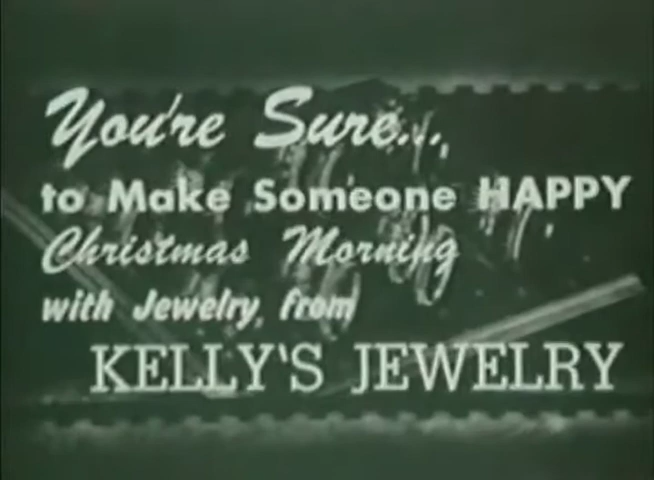 You're Sure...,
to Make Someone HAPPY
Christmas Morning
with Jewelry, from
KELLY'S JEWELRY